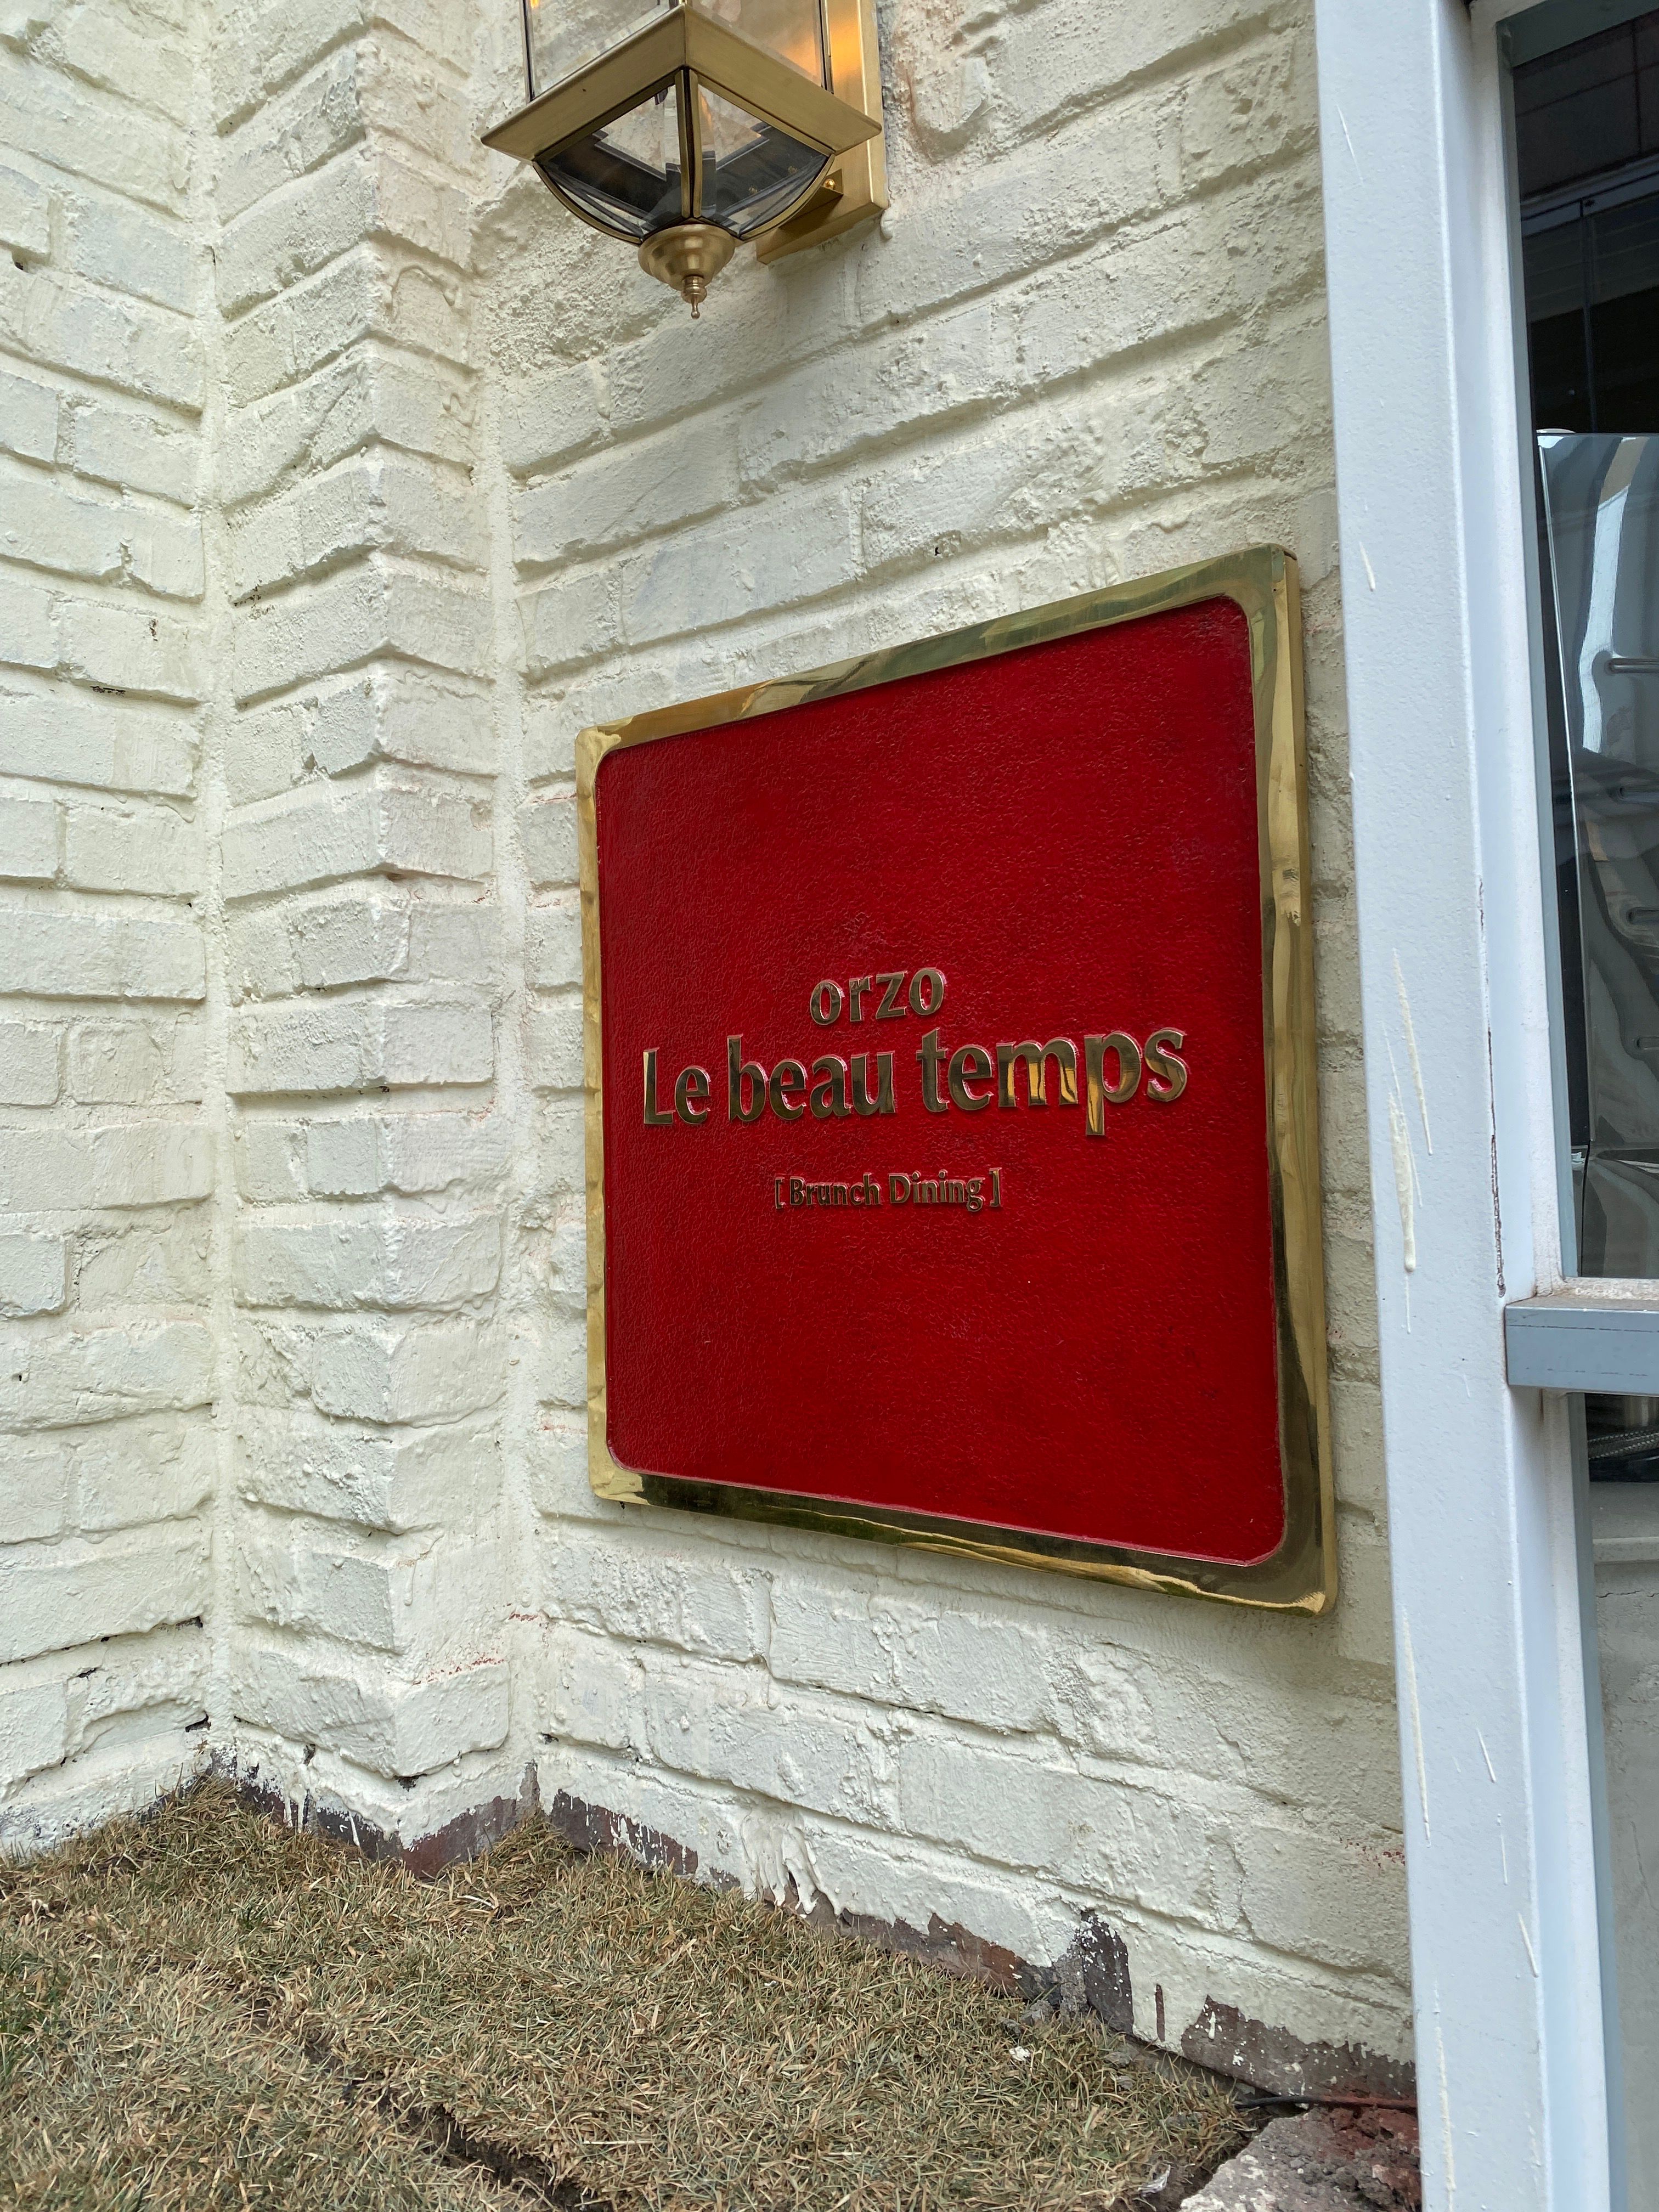 orzo
Le beau temps
[Brunch Dining]